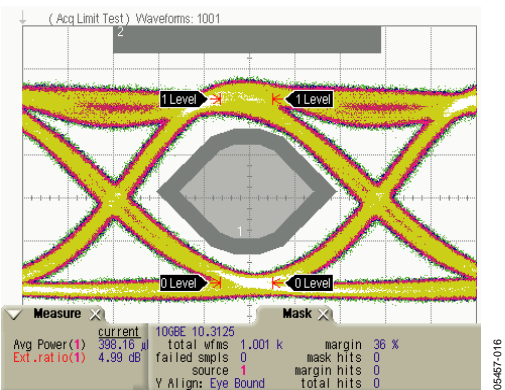 ( Acq Limit Test )  Waveforms: 1001
2
1 Level 1 Level
1
0 Level 0 Level
Measure Mask
current 10GBE 10.3125
Avg Power(1) 398.16 total wfms 1.001 k margin 36 %
Ext.ratio(1) 4.99 dB failed smpls 0 mask hits 0
source 1 margin hits 0
Y Align: Eye Bound total hits 0
05457-016